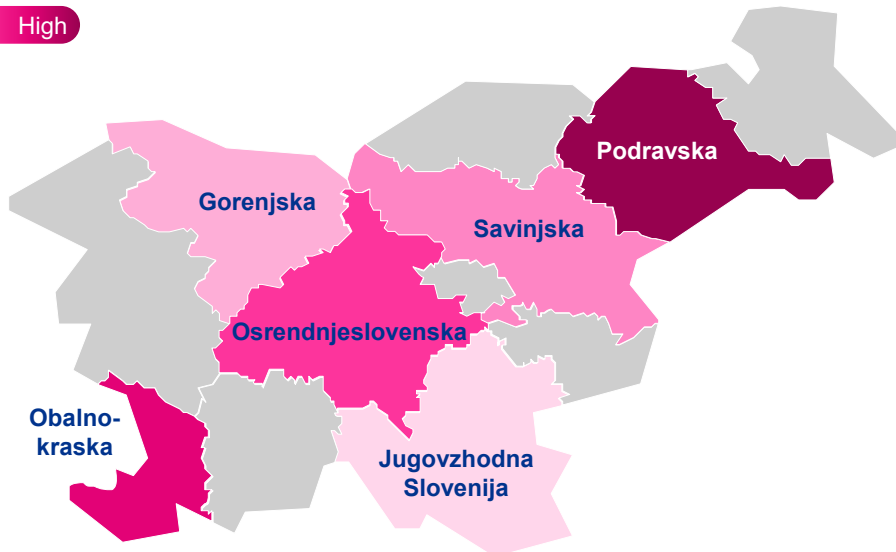 High
Podravska
Gorenjska
Savinjska
Osrendnjeslovenska
Obalno-
kraska
Jugovzhodna
Slovenija